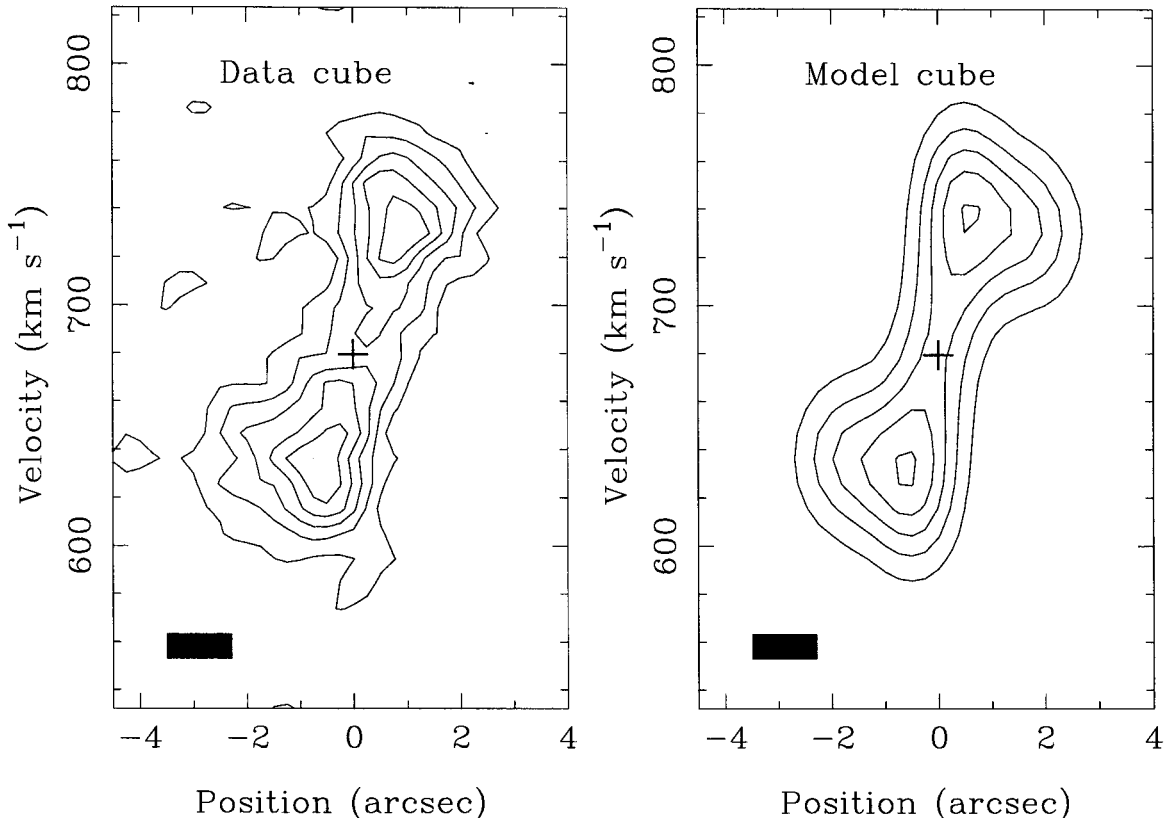 Data cube
800
700
600
Velocity (km s⁻¹)
−4 −2 0 2 4
Position (arcsec)
Model cube
800
700
600
Velocity (km s⁻¹)
−4 −2 0 2 4
Position (arcsec)